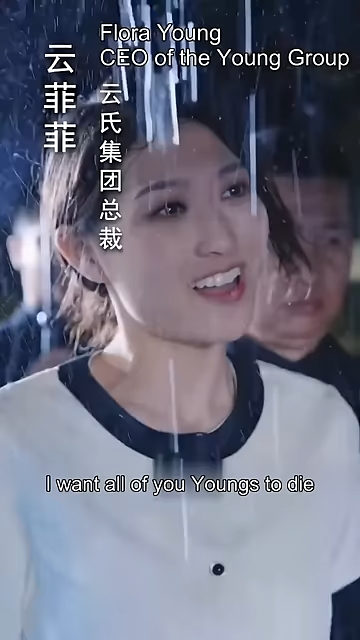 Flora Young
CEO of the Young Group
云菲菲
云氏集团总裁
I want all of you Youngs to die